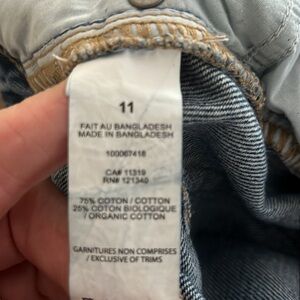 11
FAIT AU BANGLADESH
MADE IN BANGLADESH
100067418
CA# 11319
RN# 121340
75% COTON / COTTON
25% COTON BIOLOGIQUE
/ ORGANIC COTTON
GARNITURES NON COMPRISES
/ EXCLUSIVE OF TRIMS